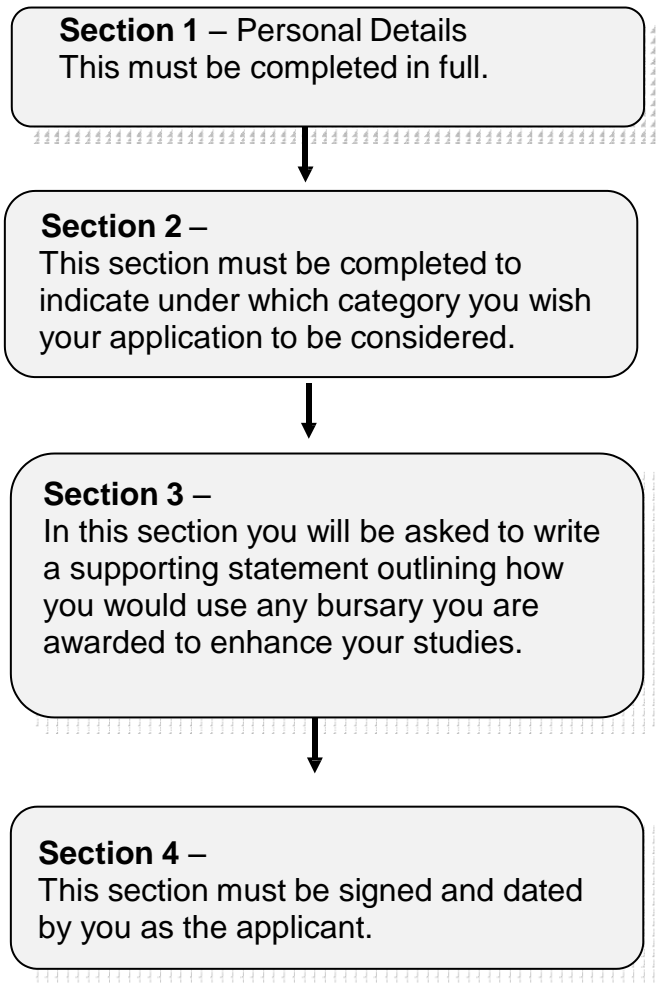 Section 1 – Personal Details
This must be completed in full.
Section 2 –
This section must be completed to
indicate under which category you wish
your application to be considered.
Section 3 –
In this section you will be asked to write
a supporting statement outlining how
you would use any bursary you are
awarded to enhance your studies.
Section 4 –
This section must be signed and dated
by you as the applicant.